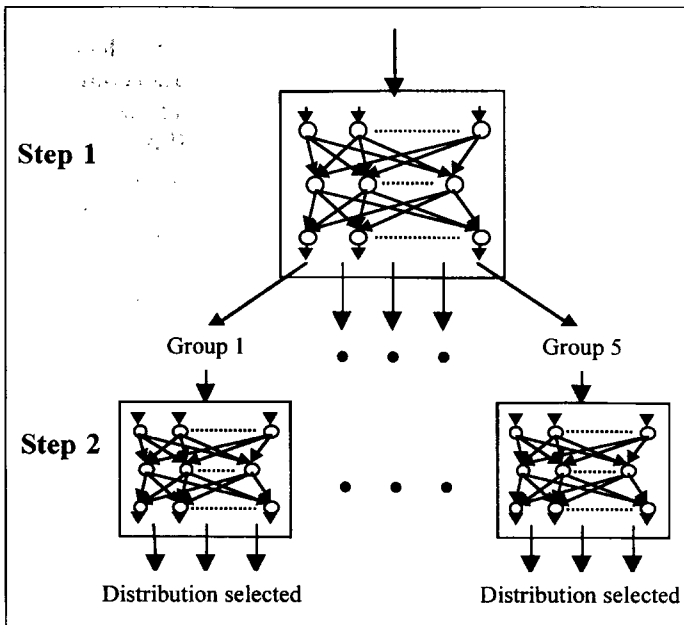 Step 1
Group 1
Group 5
Step 2
Distribution selected
Distribution selected